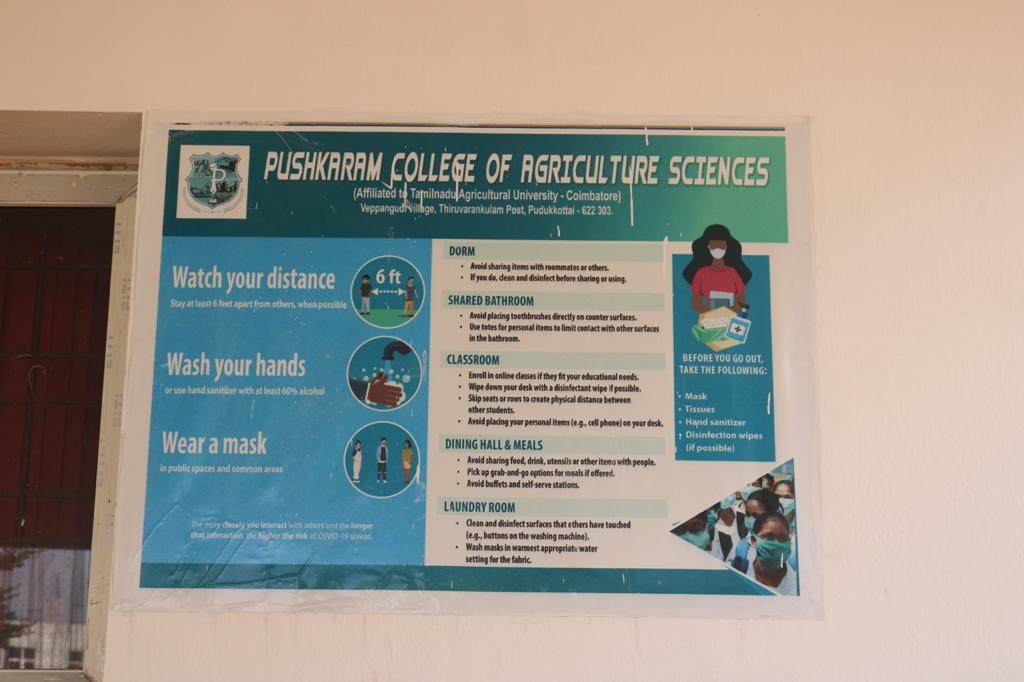 PUSHKARAM COLLEGE OF AGRICULTURE SCIENCES
(Affiliated to Tamilnadu Agricultural University - Coimbatore)
Veppangudi Village, Thiruvarankulam Post, Pudukkottai - 622 303.
Watch your distance
Stay at least 6 feet apart from others, when possible
6 ft
Wash your hands
or use hand sanitizer with at least 60% alcohol
Wear a mask
in public spaces and common areas
The more closely you interact with others and the longer
that interaction, the higher the risk of COVID-19 spread.
DORM
• Avoid sharing items with roommates or others.
• If you do, clean and disinfect before sharing or using.
SHARED BATHROOM
• Avoid placing toothbrushes directly on counter surfaces.
• Use totes for personal items to limit contact with other surfaces
in the bathroom.
CLASSROOM
• Enroll in online classes if they fit your educational needs.
• Wipe down your desk with a disinfectant wipe if possible.
• Skip seats or rows to create physical distance between
other students.
• Avoid placing your personal items (e.g., cell phone) on your desk.
DINING HALL & MEALS
• Avoid sharing food, drink, utensils or other items with people.
• Pick up grab-and-go options for meals if offered.
• Avoid buffets and self-serve stations.
LAUNDRY ROOM
• Clean and disinfect surfaces that others have touched
(e.g., buttons on the washing machine).
• Wash masks in warmest appropriate water
setting for the fabric.
BEFORE YOU GO OUT,
TAKE THE FOLLOWING:
• Mask
• Tissues
• Hand sanitizer
• Disinfection wipes
(if possible)